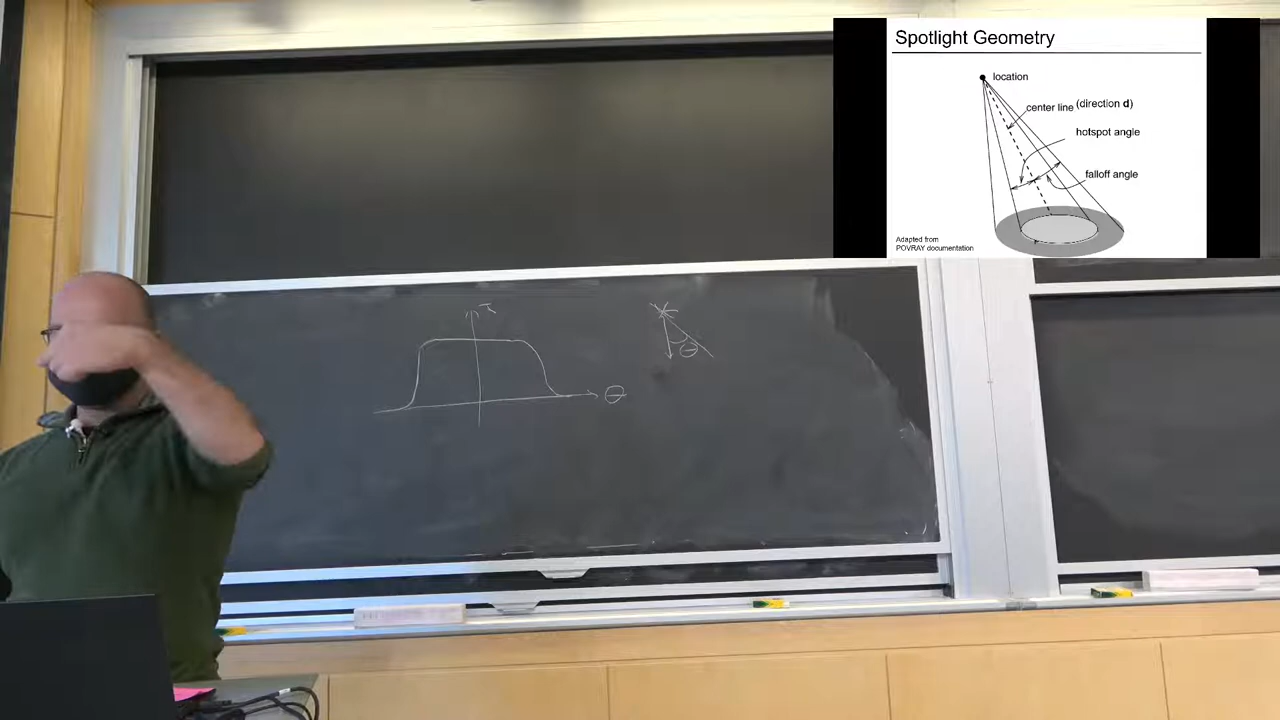 Spotlight Geometry
location
center line (direction d)
hotspot angle
falloff angle
Adapted from
POVRAY documentation
I
Θ
Θ